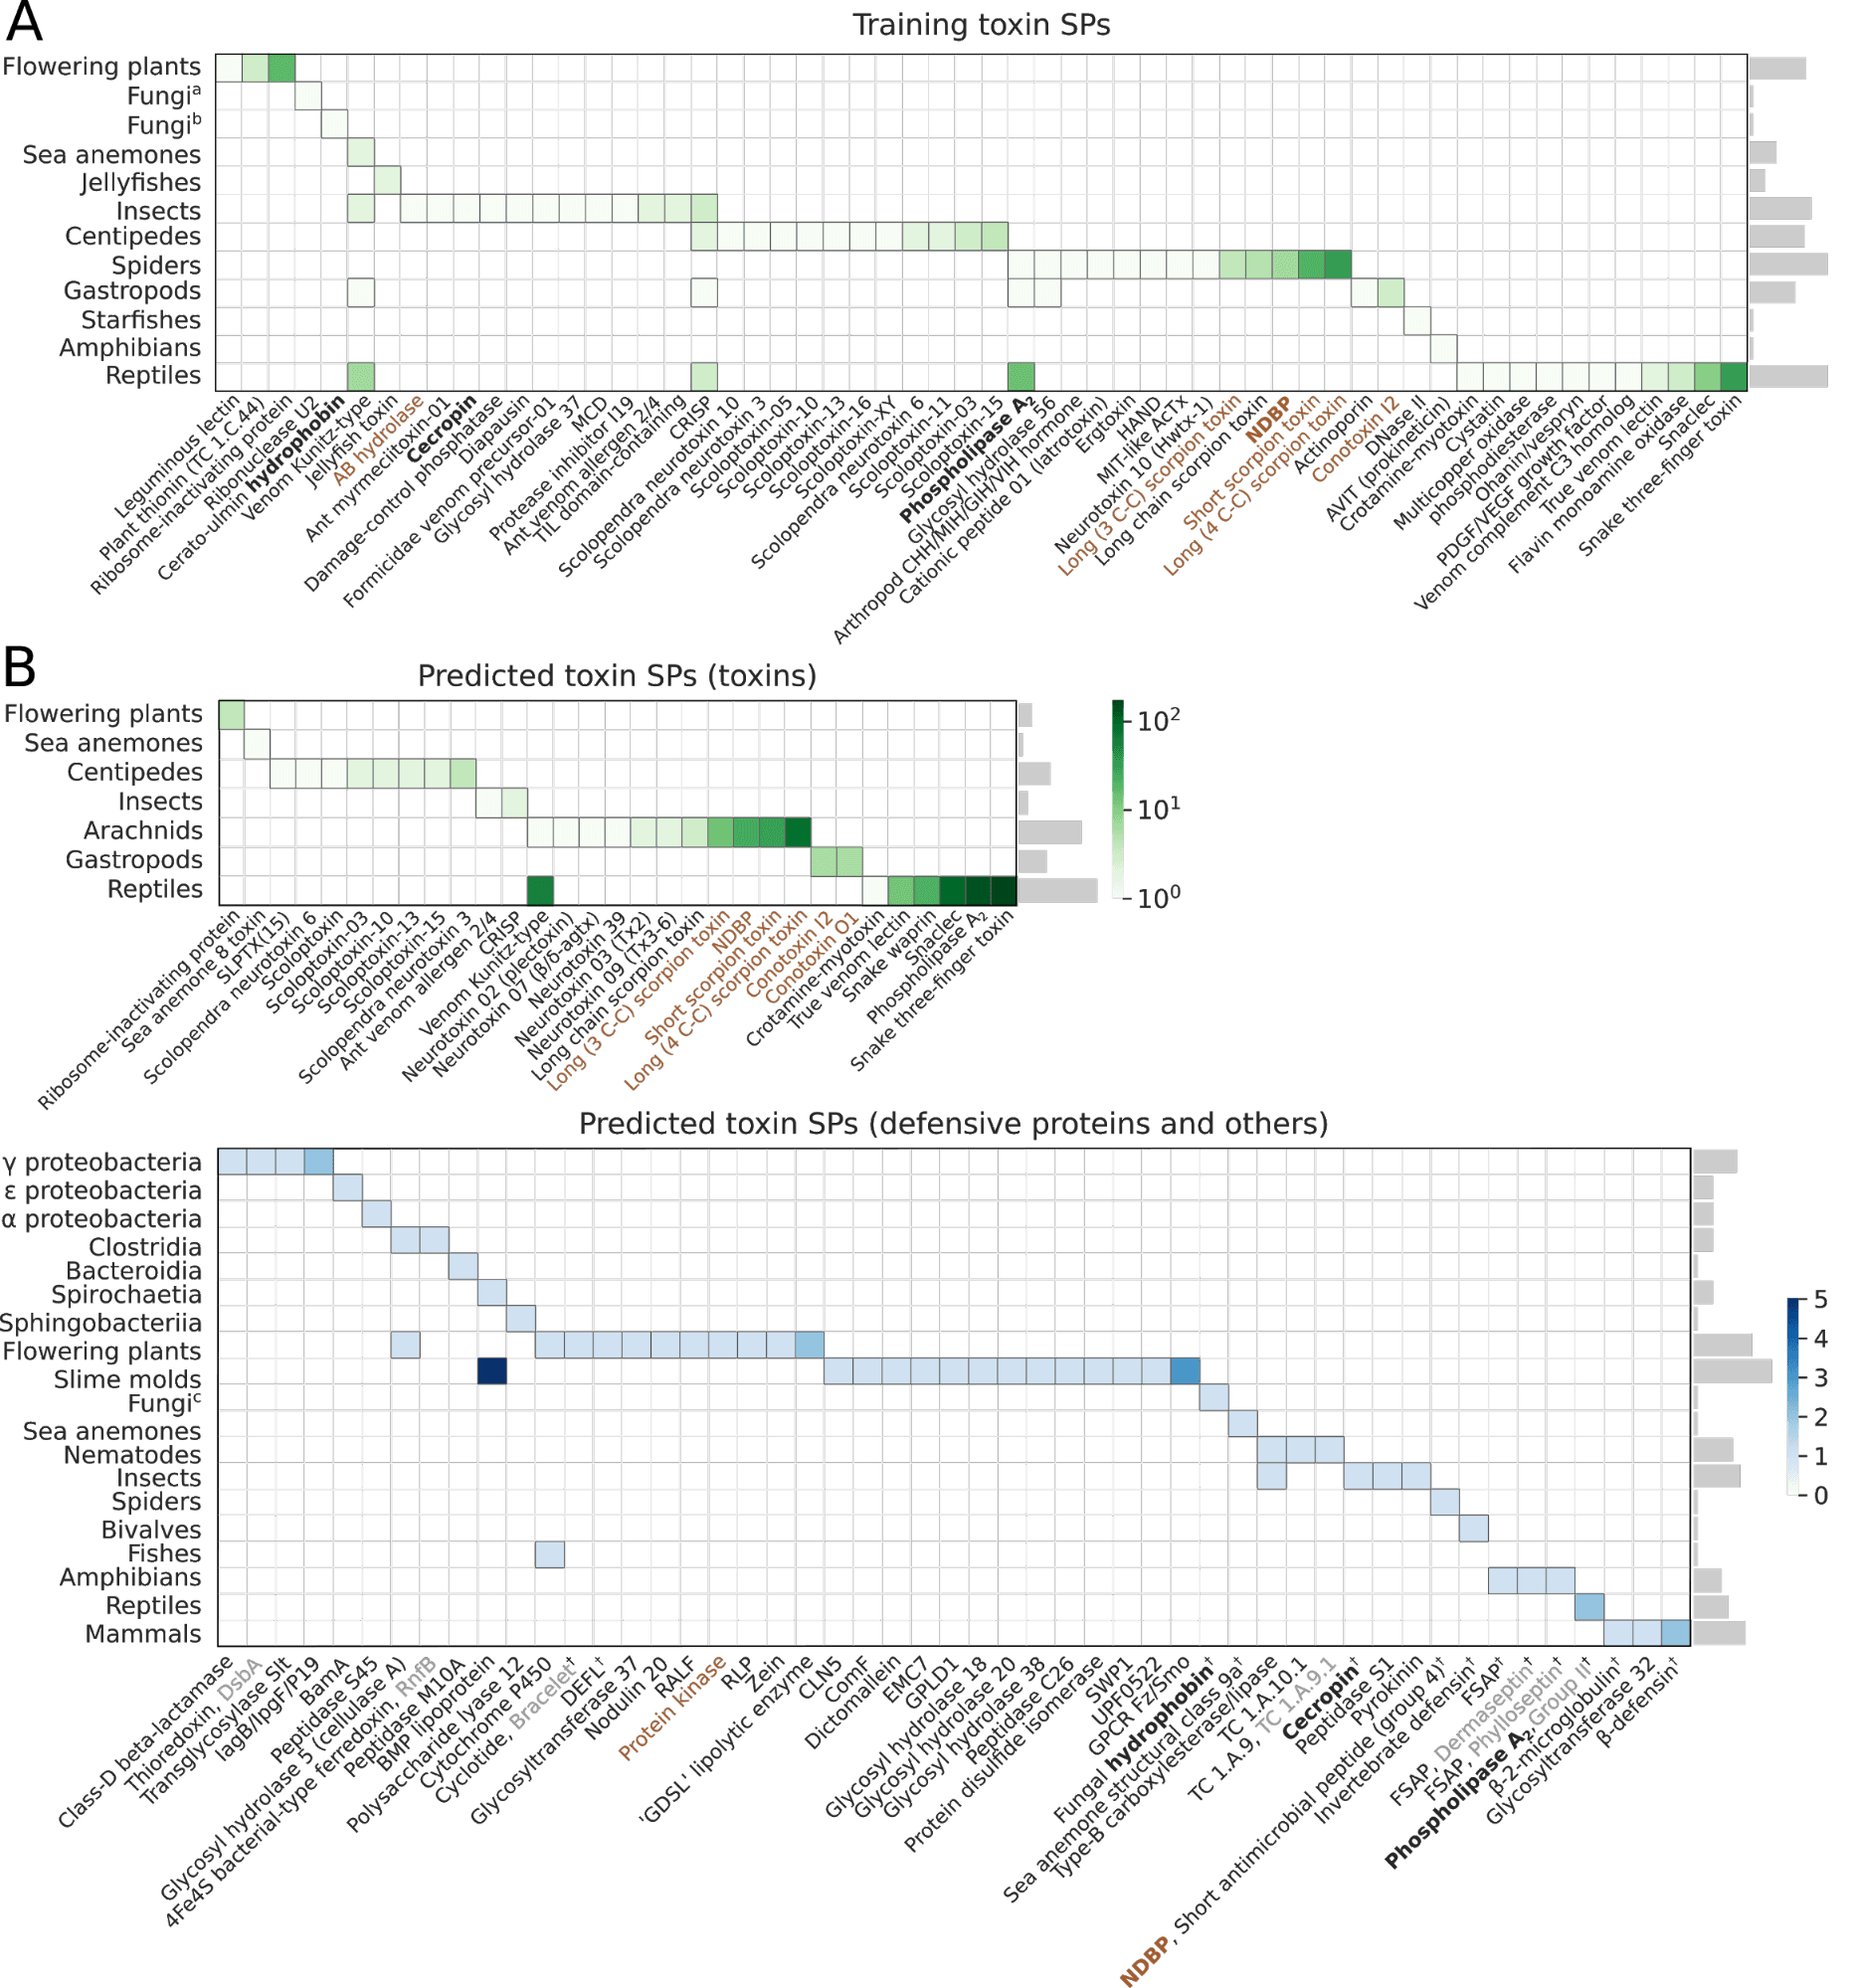 A
Training toxin SPs
Flowering plants
Fungiᵃ
Fungiᵇ
Sea anemones
Jellyfishes
Insects
Centipedes
Spiders
Gastropods
Starfishes
Amphibians
Reptiles
Leguminous lectin
Plant thionin (TC 1.C.44)
Ribosome-inactivating protein
Ribonuclease U2
Cerato-ulmin hydrophobin
Venom Kunitz-type
Jellyfish toxin
AB hydrolase
Ant myrmeciitoxin-01
Cecropin
Damage-control phosphatase
Diapausin
Formicidae venom precursor-01
Glycosyl hydrolase 37
MCD
Protease inhibitor I19
Ant venom allergen 2/4
TIL domain-containing
CRISP
Scolopendra neurotoxin 10
Scolopendra neurotoxin 3
Scoloptoxin-05
Scoloptoxin-10
Scoloptoxin-13
Scoloptoxin-16
Scoloptoxin-XY
Scolopendra neurotoxin 6
Scoloptoxin-11
Scoloptoxin-03
Scoloptoxin-15
Phospholipase A₂
Glycosyl hydrolase 56
Arthropod CHH/MIH/GIH/VIH hormone
Cationic peptide 01 (latrotoxin)
Ergtoxin
HAND
MIT-like AcTx
Neurotoxin 10 (Hwtx-1)
Long (3 C-C) scorpion toxin
Long chain scorpion toxin
NDBP
Short scorpion toxin
Long (4 C-C) scorpion toxin
Actinoporin
Conotoxin I2
DNase II
AVIT (prokineticin)
Crotamine-myotoxin
Cystatin
Multicopper oxidase
phosphodiesterase
Ohanin/vespryn
PDGF/VEGF growth factor
Venom complement C3 homolog
True venom lectin
Flavin monoamine oxidase
Snaclec
Snake three-finger toxin
B
Predicted toxin SPs (toxins)
Flowering plants
Sea anemones
Centipedes
Insects
Arachnids
Gastropods
Reptiles
10²
10¹
10⁰
Ribosome-inactivating protein
Sea anemone 8 toxin
SLPTX(15)
Scolopendra neurotoxin 6
Scoloptoxin
Scoloptoxin-03
Scoloptoxin-10
Scoloptoxin-13
Scoloptoxin-15
Scolopendra neurotoxin 3
Ant venom allergen 2/4
CRISP
Venom Kunitz-type
Neurotoxin 02 (plectoxin)
Neurotoxin 07 (β/δ-agtx)
Neurotoxin 39
Neurotoxin 03 (Tx2)
Neurotoxin 09 (Tx3-6)
Long chain scorpion toxin
Long (3 C-C) scorpion toxin
NDBP
Short scorpion toxin
Long (4 C-C) scorpion toxin
Conotoxin I2
Conotoxin O1
Crotamine-myotoxin
True venom lectin
Snake waprin
Snaclec
Phospholipase A₂
Snake three-finger toxin
Predicted toxin SPs (defensive proteins and others)
γ proteobacteria
ε proteobacteria
α proteobacteria
Clostridia
Bacteroidia
Spirochaetia
Sphingobacteriia
Flowering plants
Slime molds
Fungiᶜ
Sea anemones
Nematodes
Insects
Spiders
Bivalves
Fishes
Amphibians
Reptiles
Mammals
5
4
3
2
1
0
Class-D beta-lactamase
Thioredoxin, DsbA
Transglycosylase Slt
IagB/IpgF/P19
BamA
Peptidase S45
Glycosyl hydrolase 5 (cellulase A)
4Fe4S bacterial-type ferredoxin, RnfB
Peptidase M10A
BMP lipoprotein
Polysaccharide lyase 12
Cytochrome P450
Cyclotide, Bracelet†
DEFL†
Glycosyltransferase 37
Nodulin 20
RALF
Protein kinase
RLP
Zein
'GDSL' lipolytic enzyme
CLN5
ComF
Dictomallein
EMC7
GPLD1
Glycosyl hydrolase 18
Glycosyl hydrolase 20
Glycosyl hydrolase 38
Peptidase C26
Protein disulfide isomerase
SWP1
UPF0522
GPCR Fz/Smo
Fungal hydrophobin†
Sea anemone structural class 9a†
Type-B carboxylesterase/lipase
TC 1.A.10.1
TC 1.A.9, TC 1.A.9.1
Cecropin†
Peptidase S1
Pyrokinin
NDBP, Short antimicrobial peptide (group 4)†
Invertebrate defensin†
FSAP†
FSAP, Dermaseptin†
FSAP, Phylloseptin†
Phospholipase A₂, Group II†
β-2-microglobulin†
Glycosyltransferase 32
β-defensin†